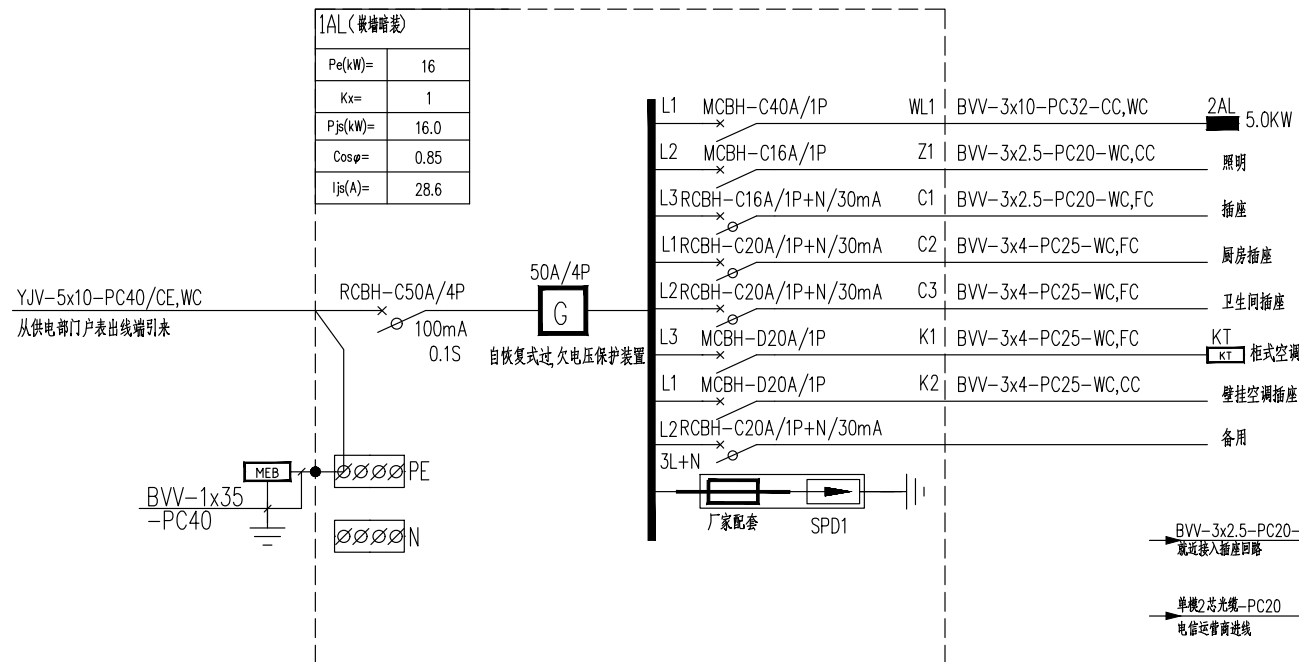 1AL(嵌墙暗装)
Pe(kW)= 16
Kx= 1
Pjs(kW)= 16.0
Cosφ= 0.85
Ijs(A)= 28.6
YJV-5x10-PC40/CE,WC
从供电部门户表出线端引来
RCBH-C50A/4P
100mA
0.1S
50A/4P
G
自恢复式过,欠电压保护装置
L1 MCBH-C40A/1P WL1 BVV-3x10-PC32-CC,WC 2AL 5.0KW
L2 MCBH-C16A/1P Z1 BVV-3x2.5-PC20-WC,CC 照明
L3 RCBH-C16A/1P+N/30mA C1 BVV-3x2.5-PC20-WC,FC 插座
L1 RCBH-C20A/1P+N/30mA C2 BVV-3x4-PC25-WC,FC 厨房插座
L2 RCBH-C20A/1P+N/30mA C3 BVV-3x4-PC25-WC,FC 卫生间插座
L3 MCBH-D20A/1P K1 BVV-3x4-PC25-WC,FC KT KT 柜式空调
L1 MCBH-D20A/1P K2 BVV-3x4-PC25-WC,CC 壁挂空调插座
L2 RCBH-C20A/1P+N/30mA 备用
3L+N
厂家配套 SPD1
MEB
PE
BVV-1x35
-PC40
N
BVV-3x2.5-PC20-
就近接入插座回路
单模2芯光缆-PC20
电信运营商进线